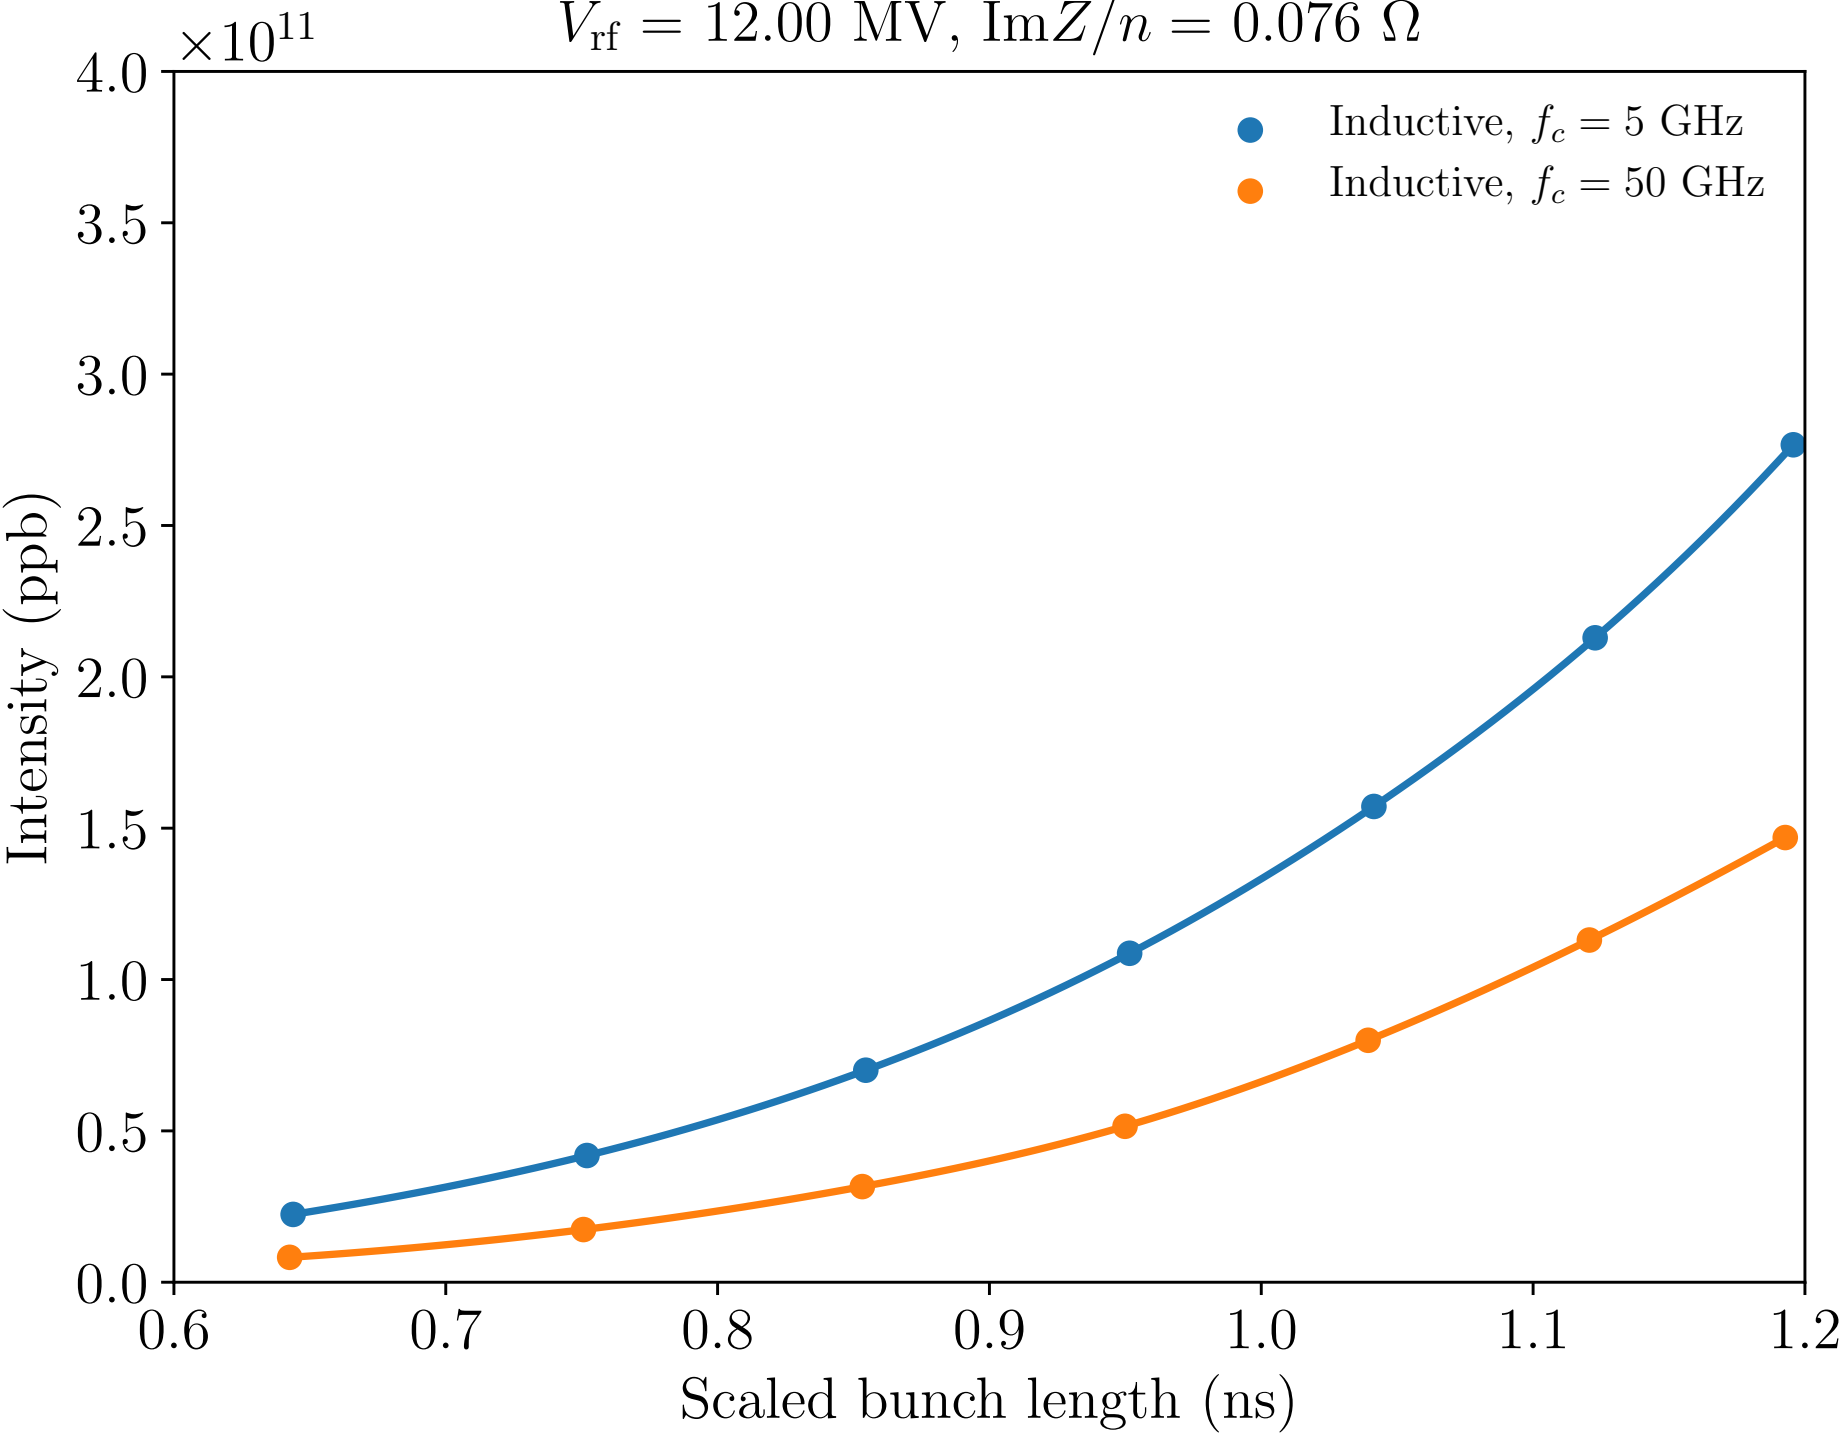 V_rf = 12.00 MV, ImZ/n = 0.076 Ω
×10¹¹
4.0
3.5
3.0
2.5
2.0
1.5
1.0
0.5
0.0
Intensity (ppb)
Inductive, f_c = 5 GHz
Inductive, f_c = 50 GHz
0.6 0.7 0.8 0.9 1.0 1.1 1.2
Scaled bunch length (ns)